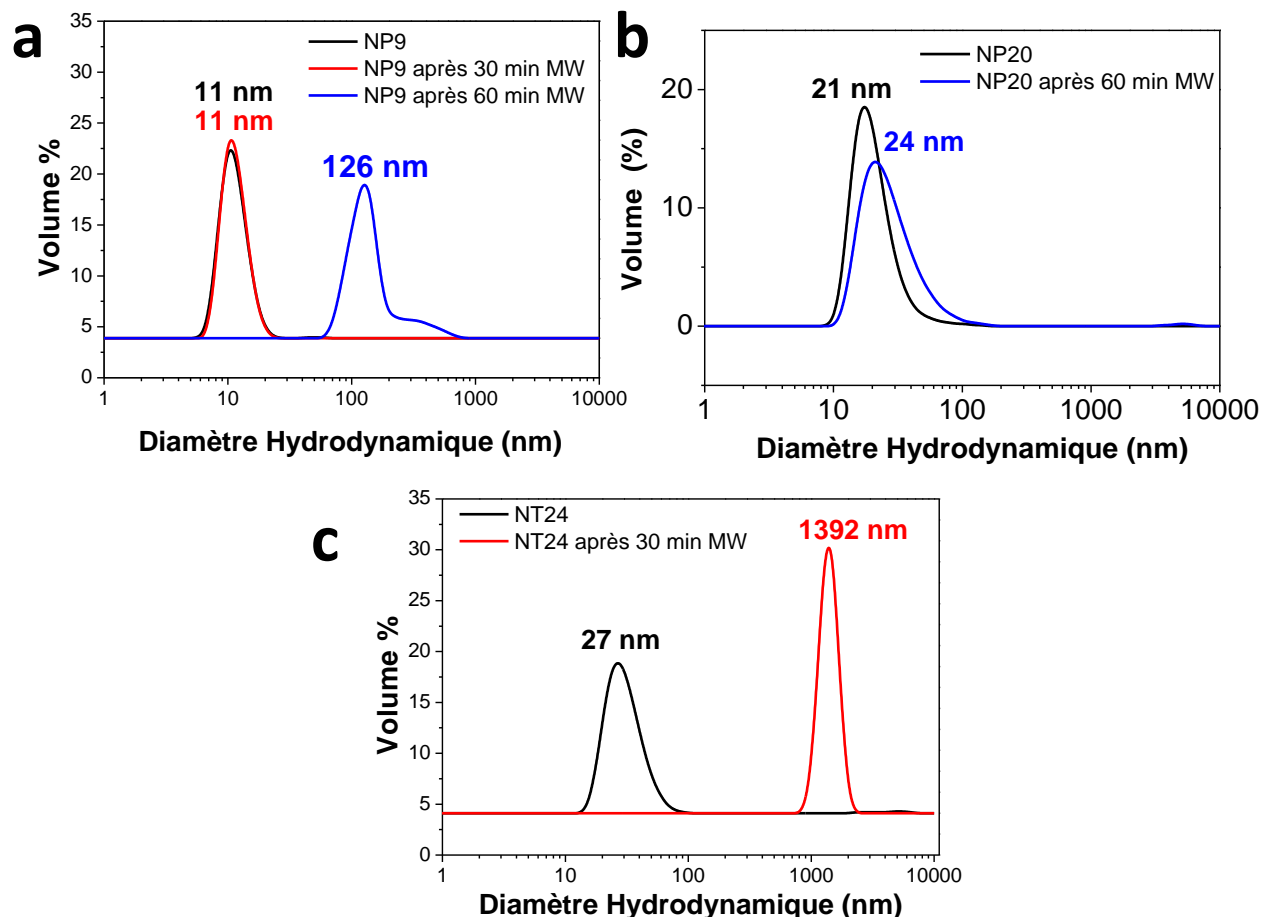 a
35
30
25
20
15
10
5
0
Volume %
NP9
NP9 après 30 min MW
NP9 après 60 min MW
11 nm
11 nm
126 nm
1
10
100
1000
10000
Diamètre Hydrodynamique (nm)
b
20
10
0
Volume (%)
NP20
NP20 après 60 min MW
21 nm
24 nm
1
10
100
1000
10000
Diamètre Hydrodynamique (nm)
c
35
30
25
20
15
10
5
0
Volume %
NT24
NT24 après 30 min MW
27 nm
1392 nm
1
10
100
1000
10000
Diamètre Hydrodynamique (nm)